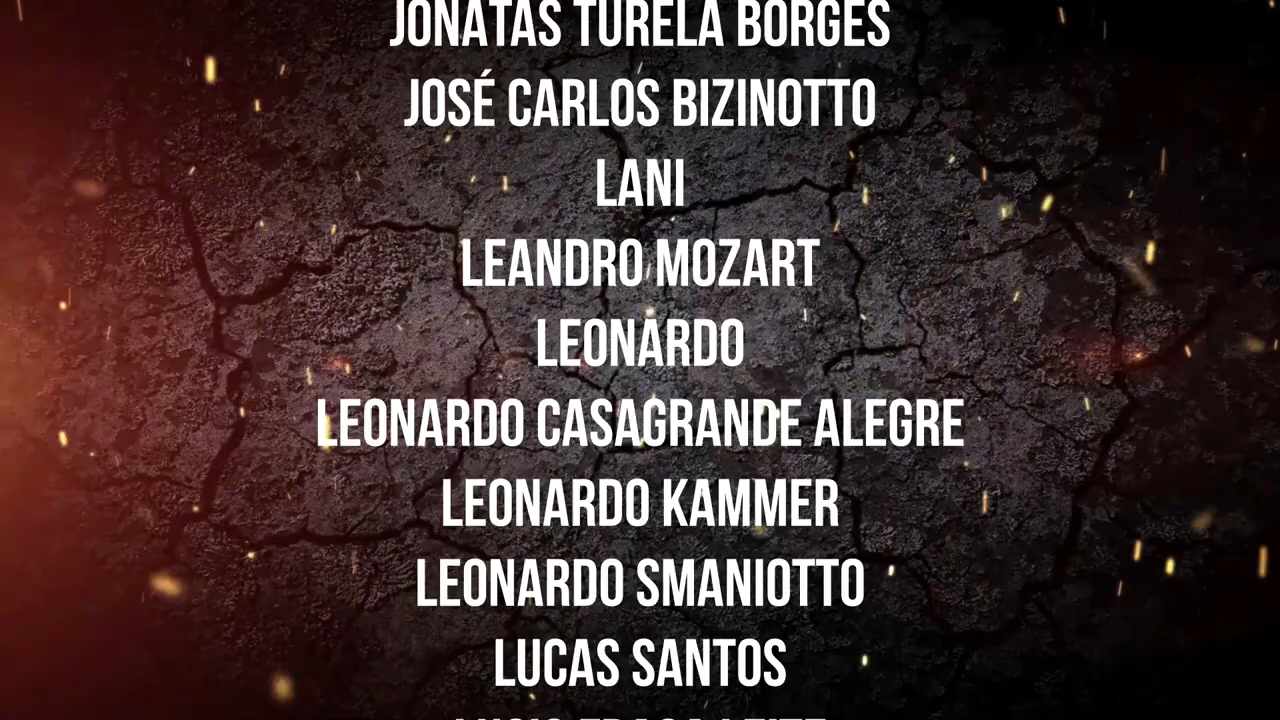 JONATAS TURELA BORGES
JOSÉ CARLOS BIZINOTTO
LANI
LEANDRO MOZART
LEONARDO
LEONARDO CASAGRANDE ALEGRE
LEONARDO KAMMER
LEONARDO SMANIOTTO
LUCAS SANTOS